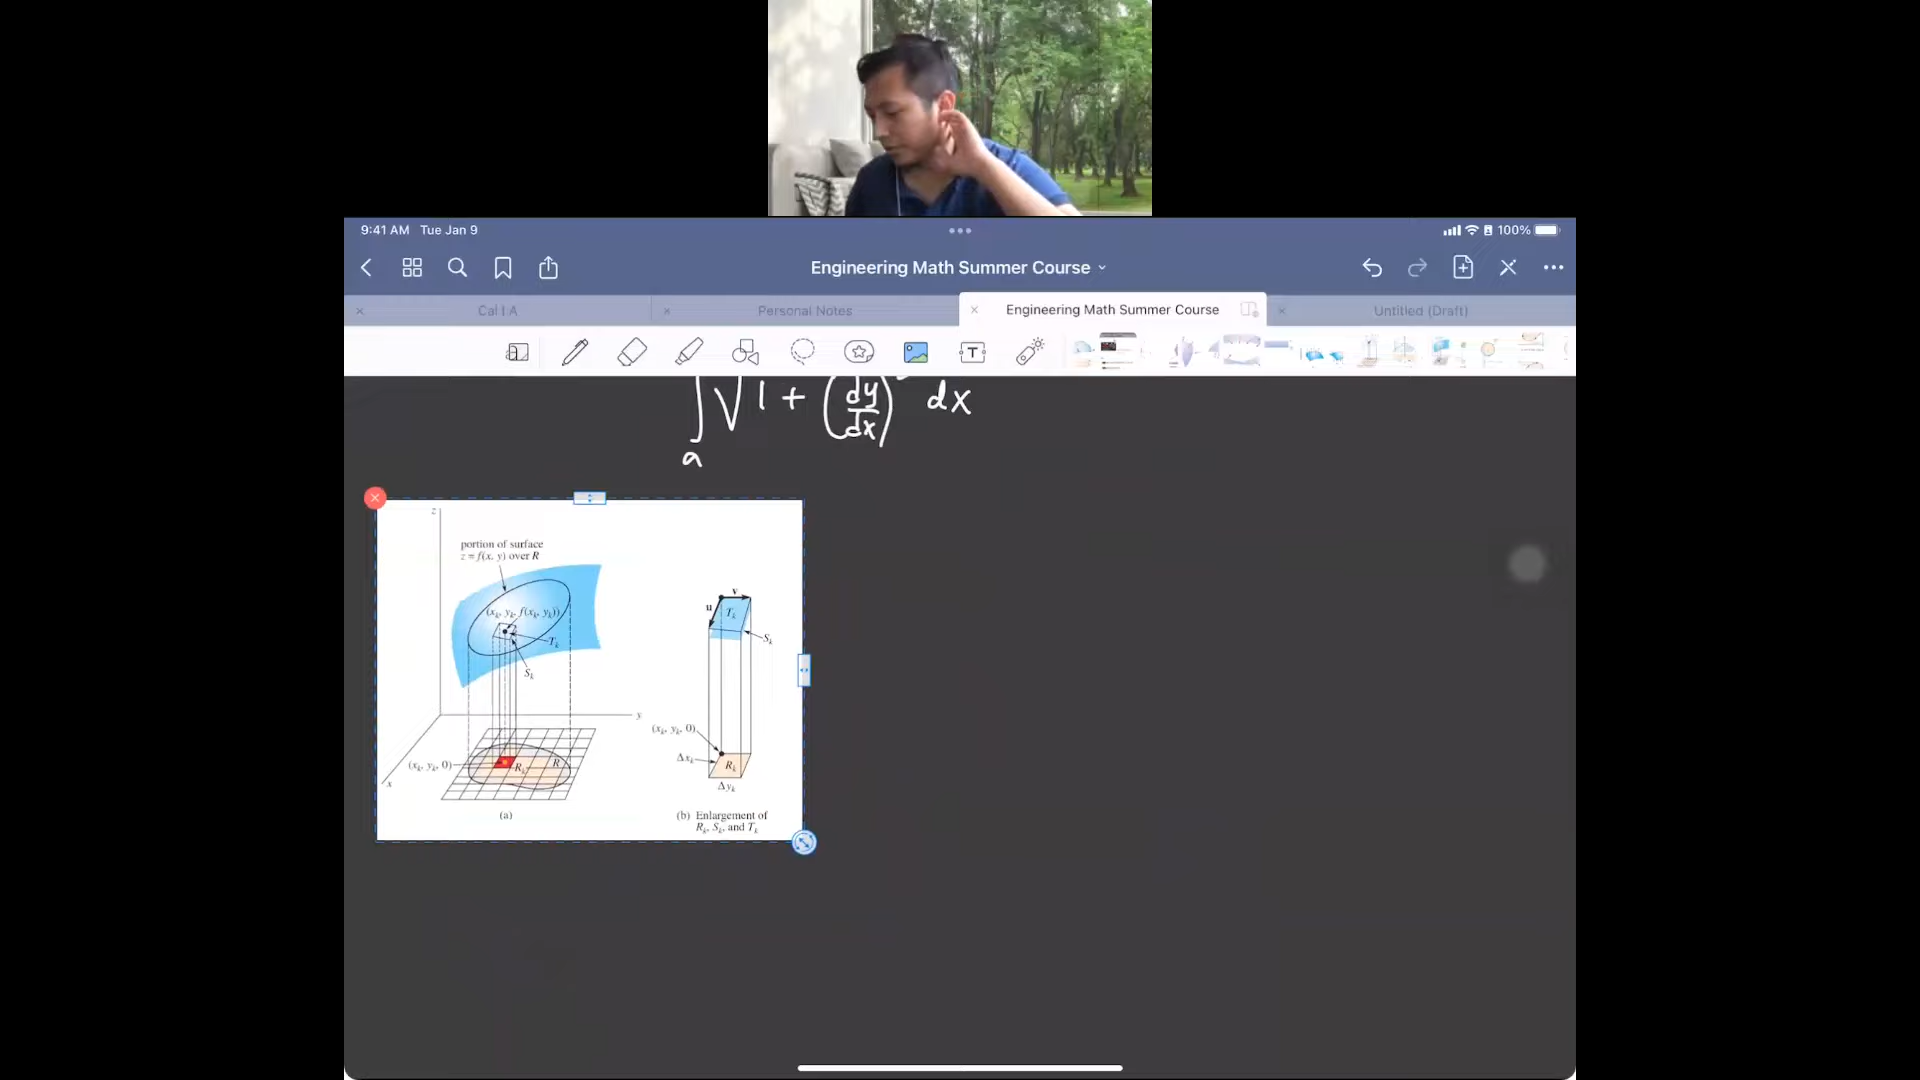 9:41 AM Tue Jan 9
100%
Engineering Math Summer Course
Cal I A
Personal Notes
Engineering Math Summer Course
Untitled (Draft)
∫ √1 + (dy/dx) dx
a
z
portion of surface
z = f(x, y) over R
(xk, yk, f(xk, yk))
Tk
Sk
y
(xk, yk, 0)
Rk
R
x
(a)
v
u
Tk
Sk
(xk, yk, 0)
Δxk
Rk
Δyk
(b) Enlargement of
Rk, Sk, and Tk